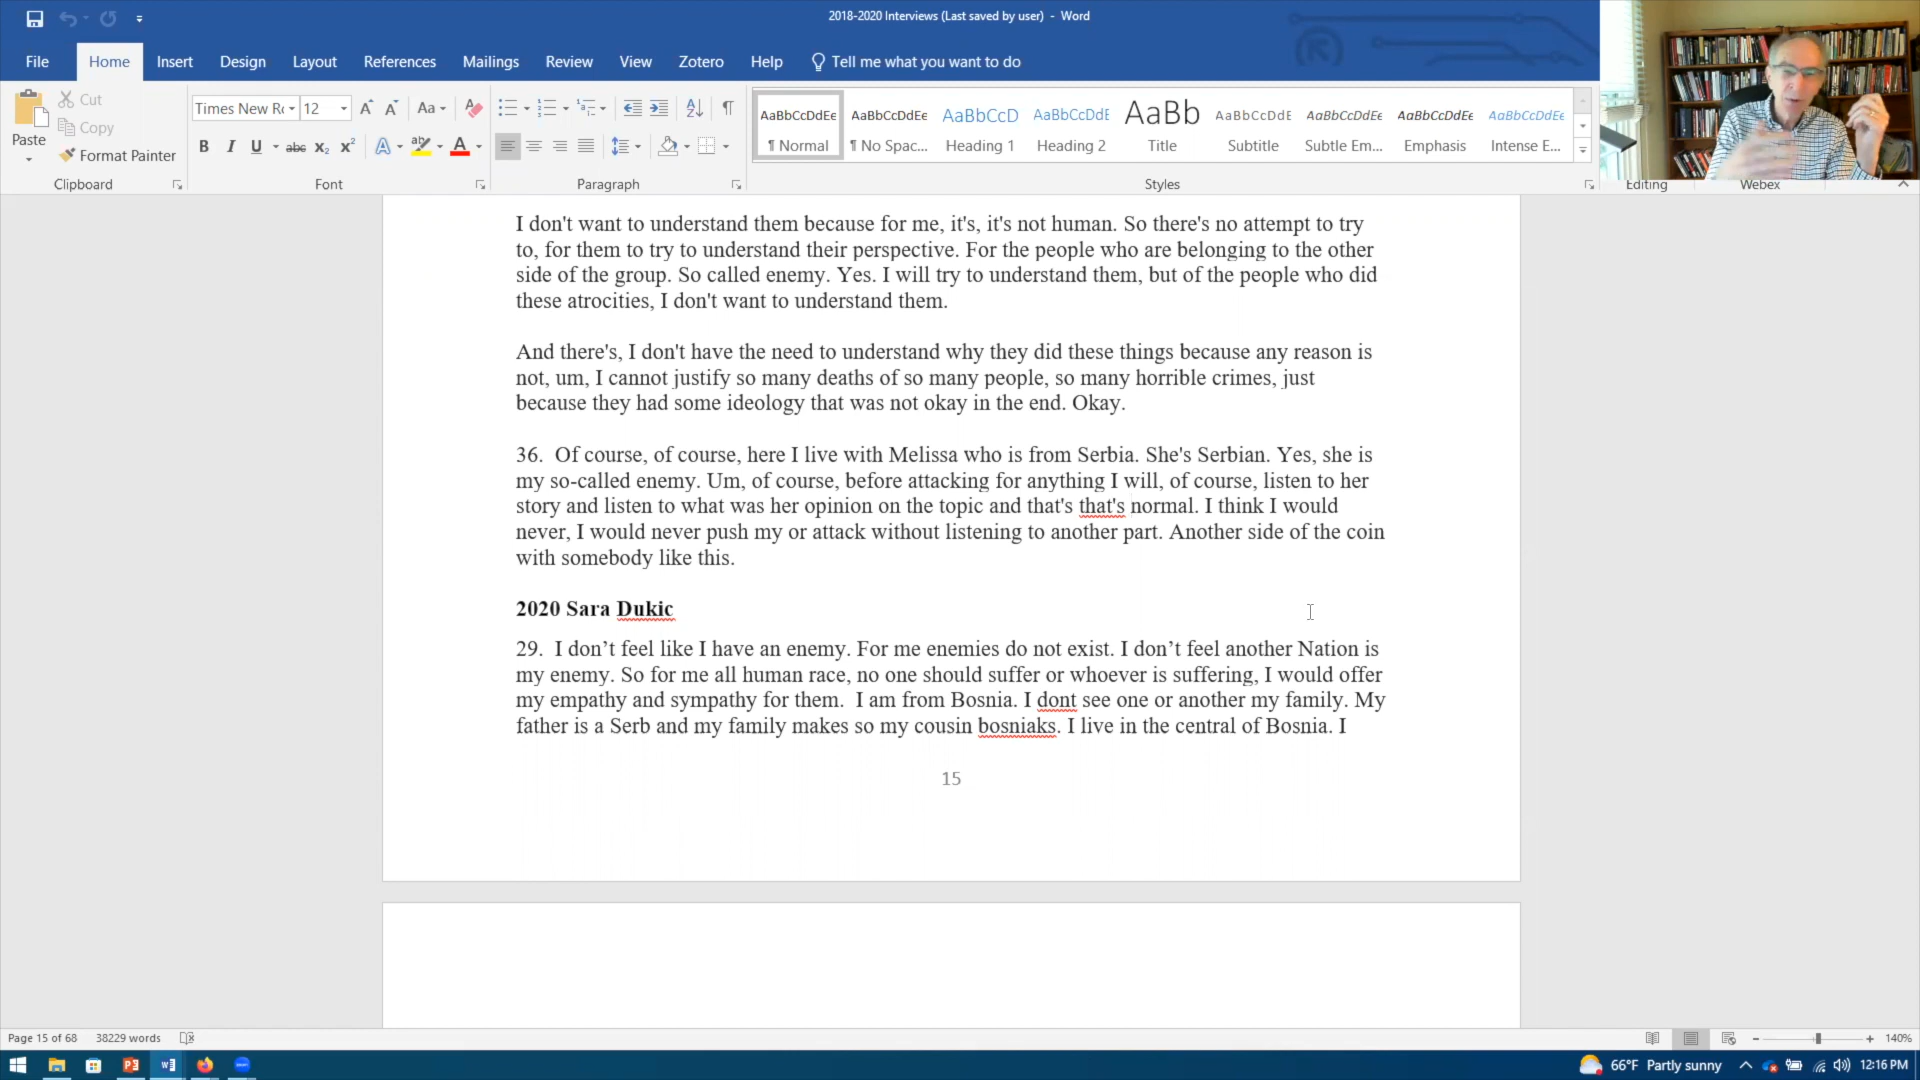 2018-2020 Interviews (Last saved by user) - Word
File Home Insert Design Layout References Mailings Review View Zotero Help Tell me what you want to do
Paste
Cut
Copy
Format Painter
Clipboard
Times New Ro 12
Aa
B I U abc x₂ x²
A
Font
Paragraph
AaBbCcDdEe AaBbCcDdEe AaBbCcD AaBbCcDdE AaBb AaBbCcDdE AaBbCcDdEe AaBbCcDdEe AaBbCcDdEe
¶ Normal ¶ No Spac... Heading 1 Heading 2 Title Subtitle Subtle Em... Emphasis Intense E...
Styles
Editing
Webex
I don't want to understand them because for me, it's, it's not human. So there's no attempt to try
to, for them to try to understand their perspective. For the people who are belonging to the other
side of the group. So called enemy. Yes. I will try to understand them, but of the people who did
these atrocities, I don't want to understand them.
And there's, I don't have the need to understand why they did these things because any reason is
not, um, I cannot justify so many deaths of so many people, so many horrible crimes, just
because they had some ideology that was not okay in the end. Okay.
36. Of course, of course, here I live with Melissa who is from Serbia. She's Serbian. Yes, she is
my so-called enemy. Um, of course, before attacking for anything I will, of course, listen to her
story and listen to what was her opinion on the topic and that's that's normal. I think I would
never, I would never push my or attack without listening to another part. Another side of the coin
with somebody like this.
2020 Sara Dukic
29. I don’t feel like I have an enemy. For me enemies do not exist. I don’t feel another Nation is
my enemy. So for me all human race, no one should suffer or whoever is suffering, I would offer
my empathy and sympathy for them. I am from Bosnia. I dont see one or another my family. My
father is a Serb and my family makes so my cousin bosniaks. I live in the central of Bosnia. I
15
Page 15 of 68 38229 words
140%
66°F Partly sunny
12:16 PM